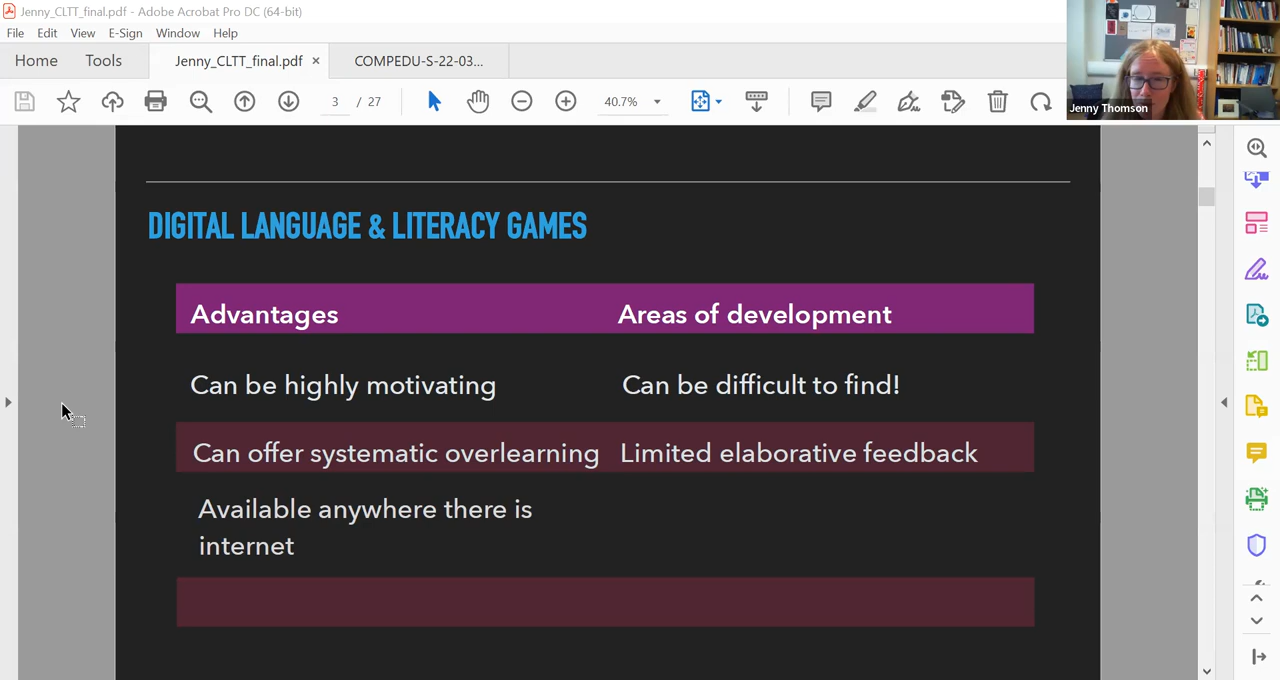 Jenny_CLTT_final.pdf - Adobe Acrobat Pro DC (64-bit)
File Edit View E-Sign Window Help
Home Tools Jenny_CLTT_final.pdf × COMPEDU-S-22-03...
3 / 27 40.7%
Jenny Thomson
DIGITAL LANGUAGE & LITERACY GAMES
Advantages Areas of development
Can be highly motivating Can be difficult to find!
Can offer systematic overlearning Limited elaborative feedback
Available anywhere there is
internet